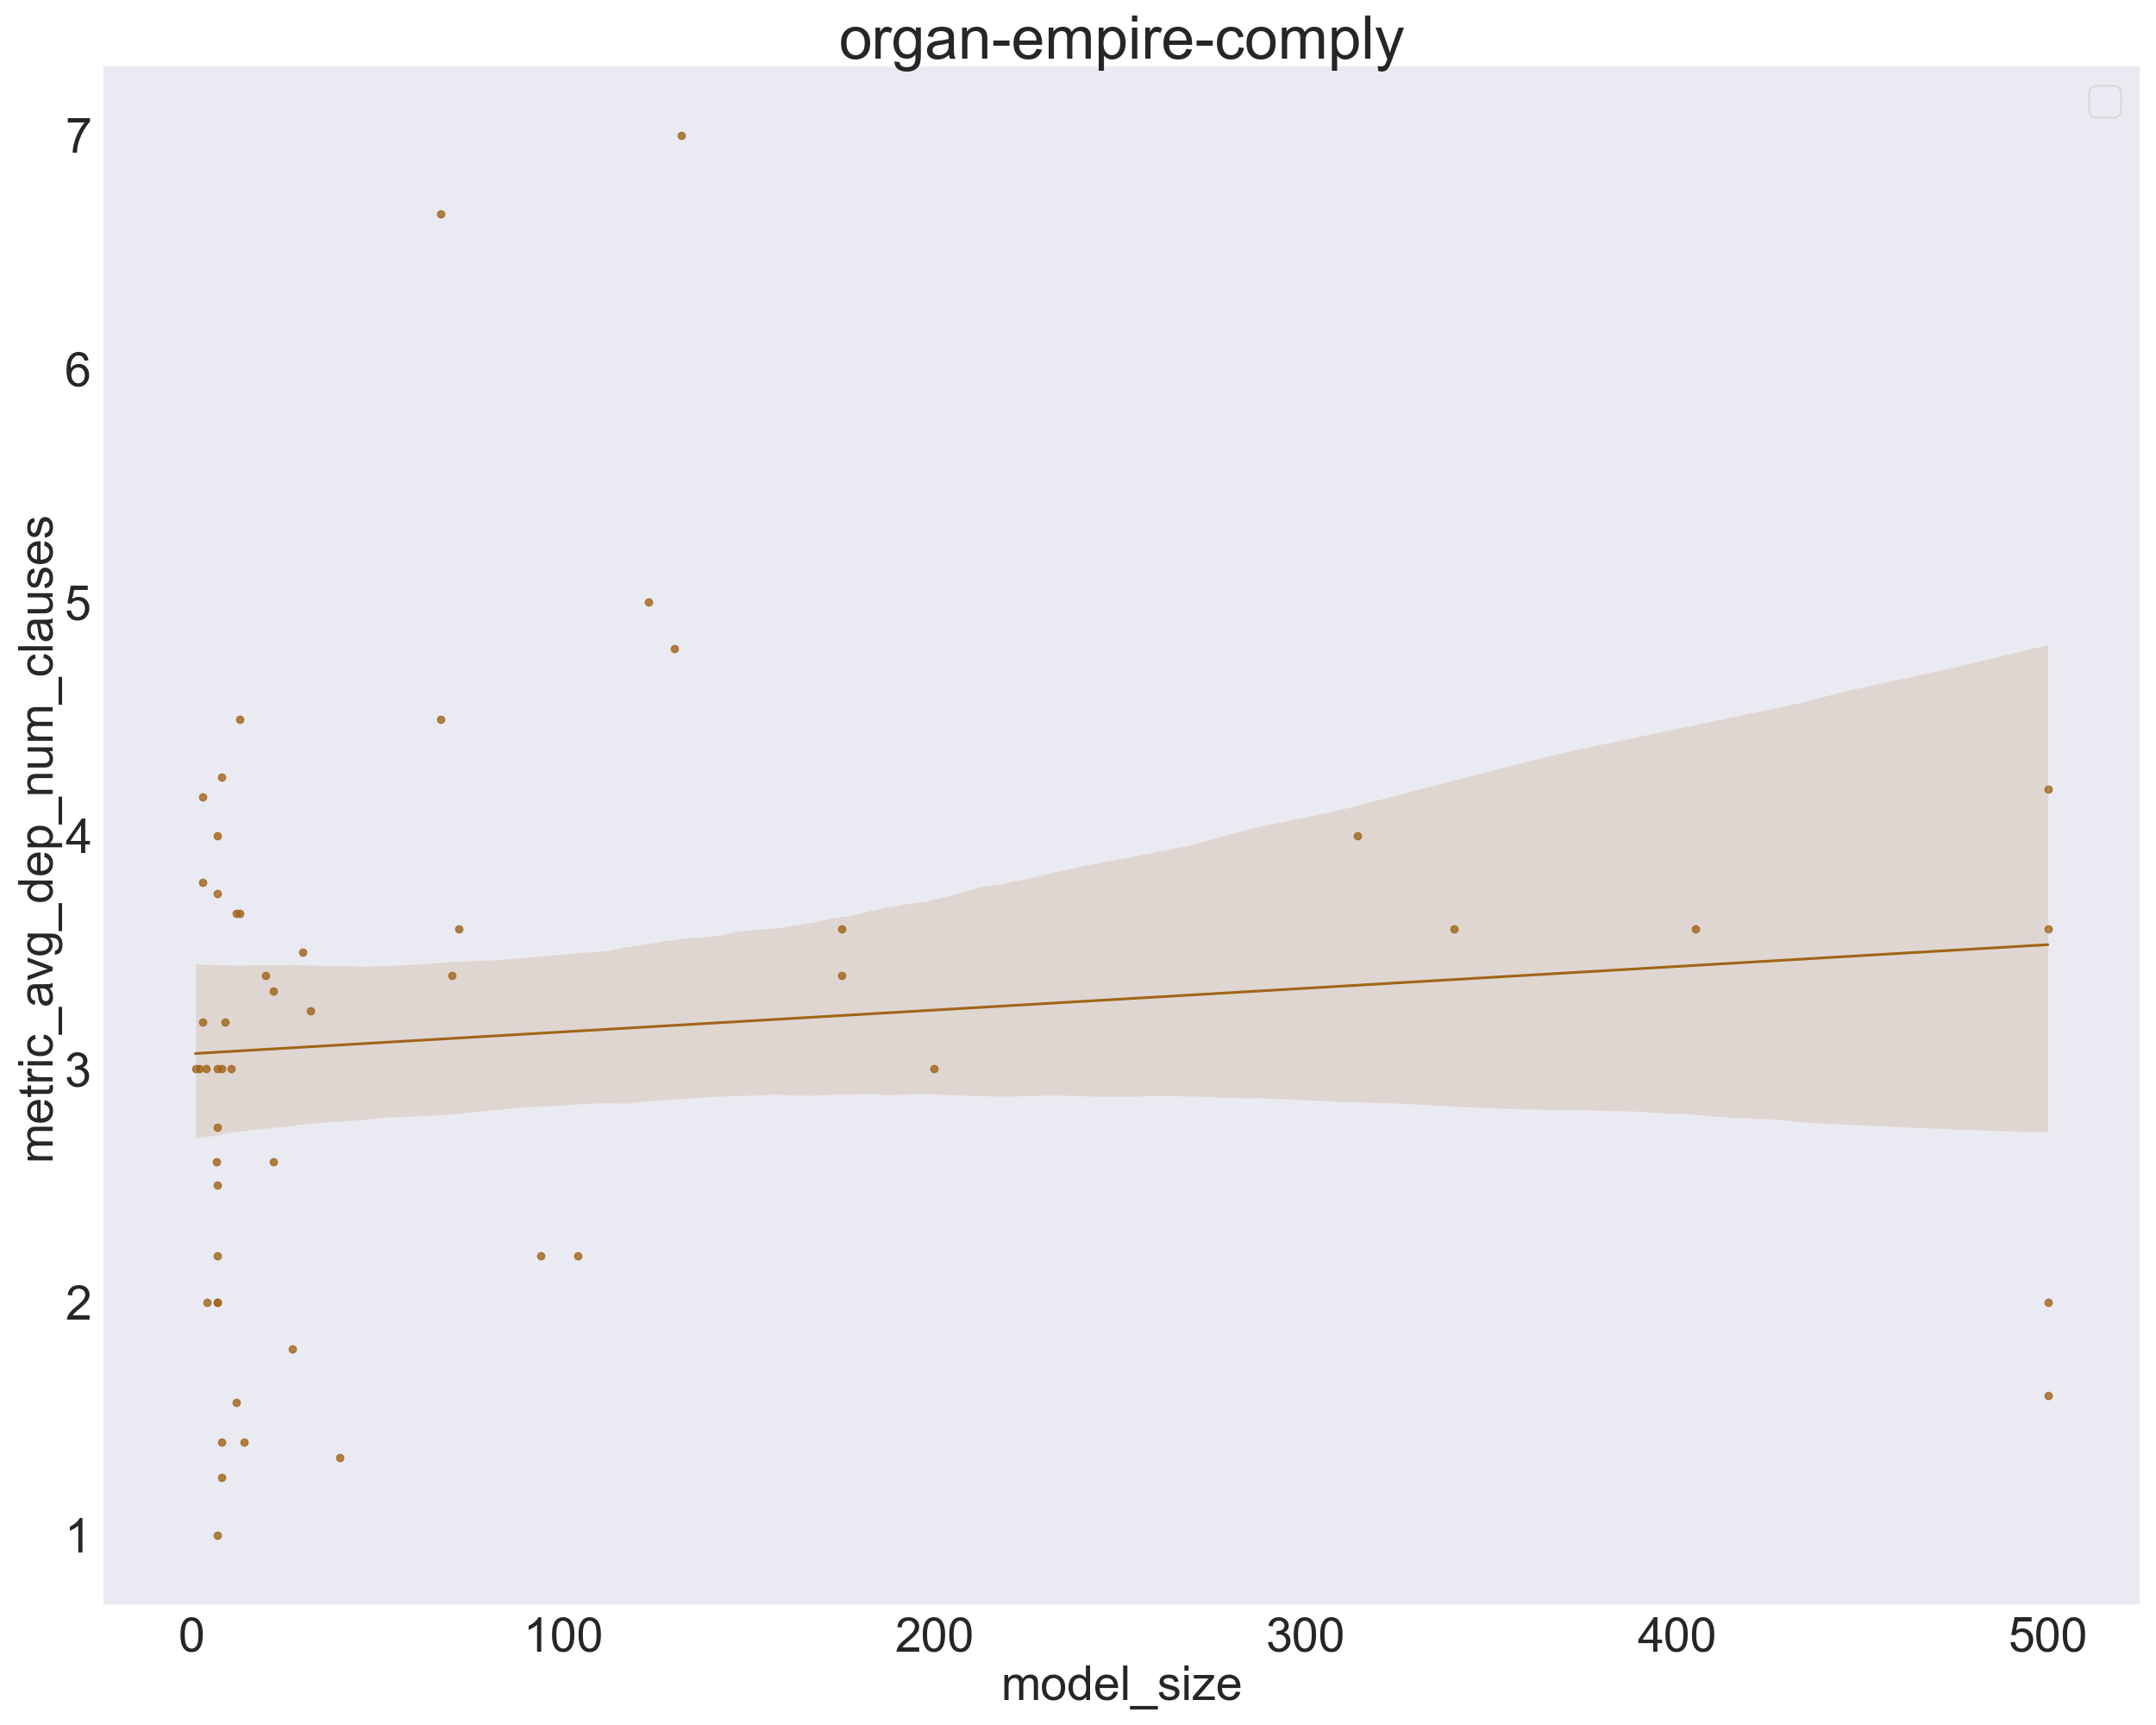 organ-empire-comply
metric_avg_dep_num_clauses
7
6
5
4
3
2
1
0 100 200 300 400 500
model_size